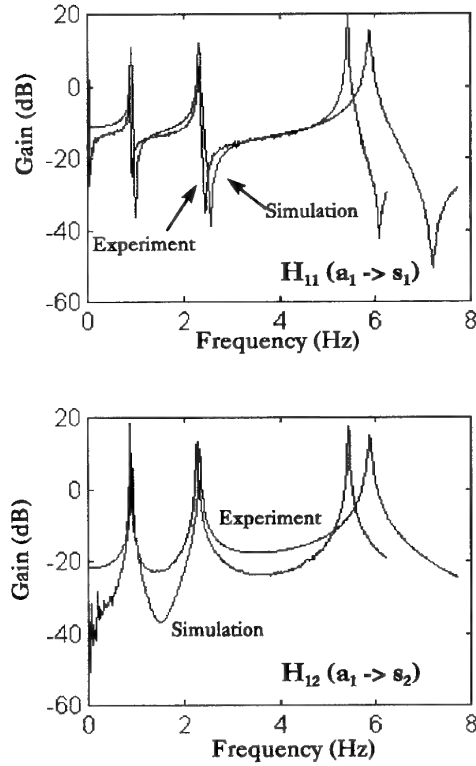 20
0
-20
-40
-60
Gain (dB)
Experiment
Simulation
H11 (a1 -> s1)
0
2
4
6
8
Frequency (Hz)
20
0
-20
-40
-60
Gain (dB)
Experiment
Simulation
H12 (a1 -> s2)
0
2
4
6
8
Frequency (Hz)